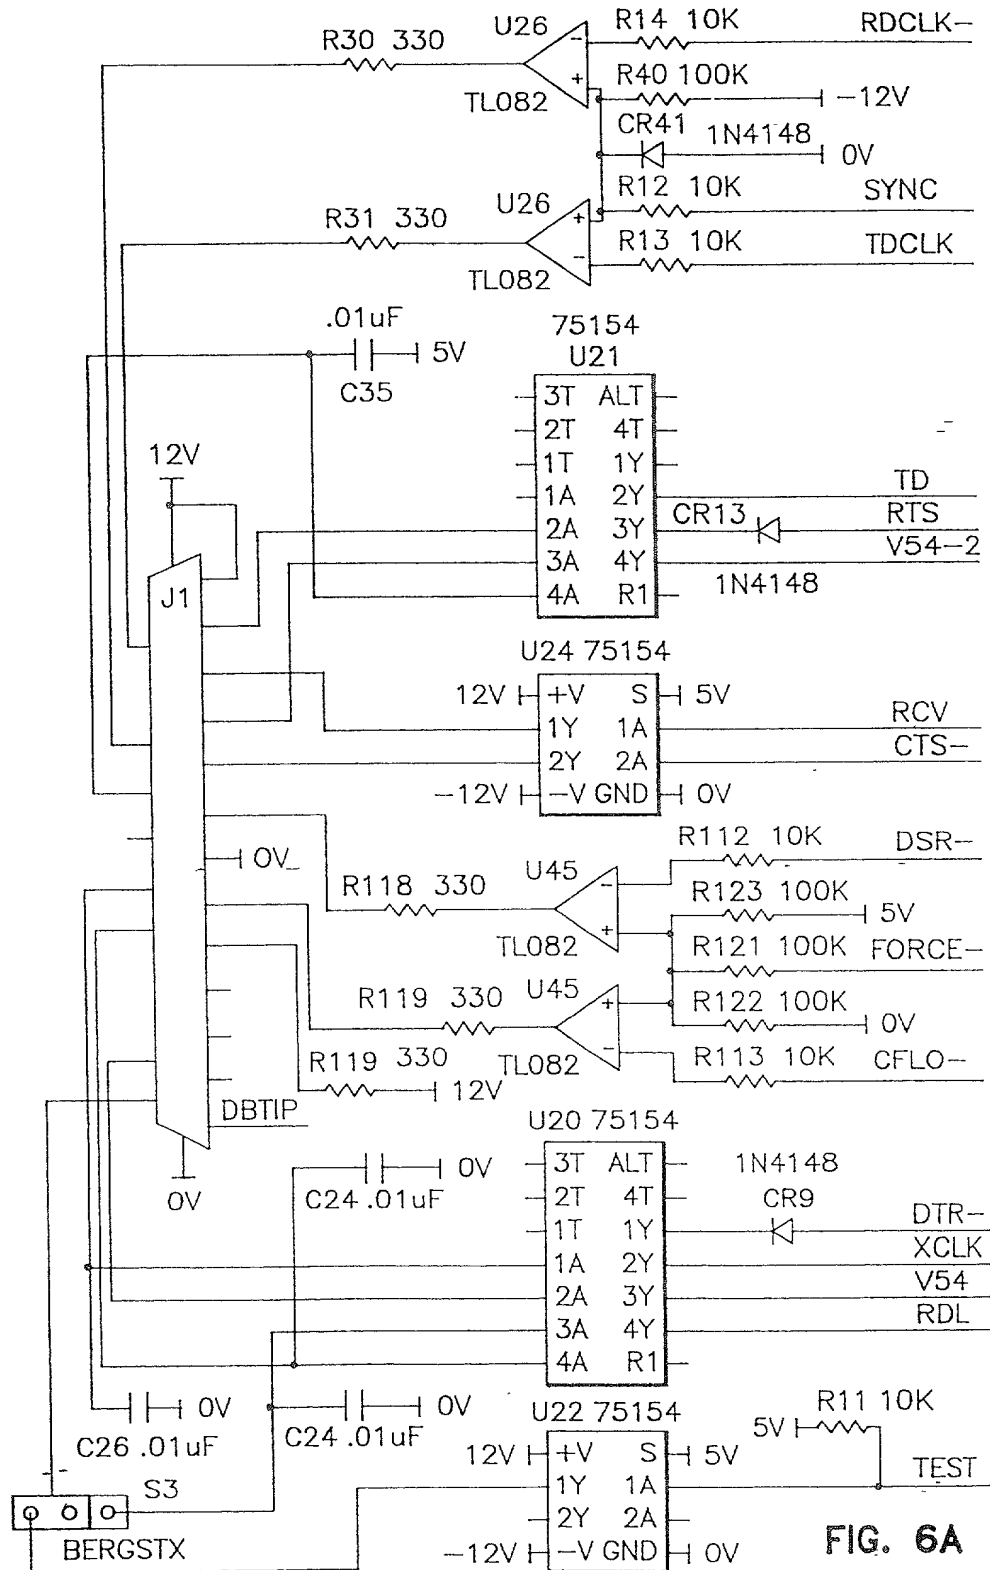 U26 R14 10K RDCLK-
R30 330 -
+ R40 100K
TL082 -12V
CR41 1N4148
0V
R12 10K SYNC
U26
R31 330 + R13 10K TDCLK
-
TL082
.01uF 75154
5V U21
C35
3T ALT
2T 4T
12V 1T 1Y
1A 2Y TD
2A 3Y CR13 RTS
3A 4Y V54-2
J1 4A R1 1N4148
U24 75154
12V +V S 5V
1Y 1A RCV
2Y 2A CTS-
-12V -V GND 0V
R112 10K DSR-
0V U45 -
R118 330 R123 100K
+ 5V
TL082 R121 100K FORCE-
R119 330 U45 +
R122 100K
0V
R119 330 - R113 10K CFLO-
12V TL082
DBTIP
U20 75154
0V 3T ALT 1N4148
0V C24 .01uF 2T 4T CR9
1T 1Y DTR-
1A 2Y XCLK
2A 3Y V54
3A 4Y RDL
4A R1
0V 0V R11 10K
C26 .01uF C24 .01uF U22 75154 5V
12V +V S 5V
S3 1Y 1A TEST
2Y 2A
BERGSTX -12V -V GND 0V
FIG. 6A